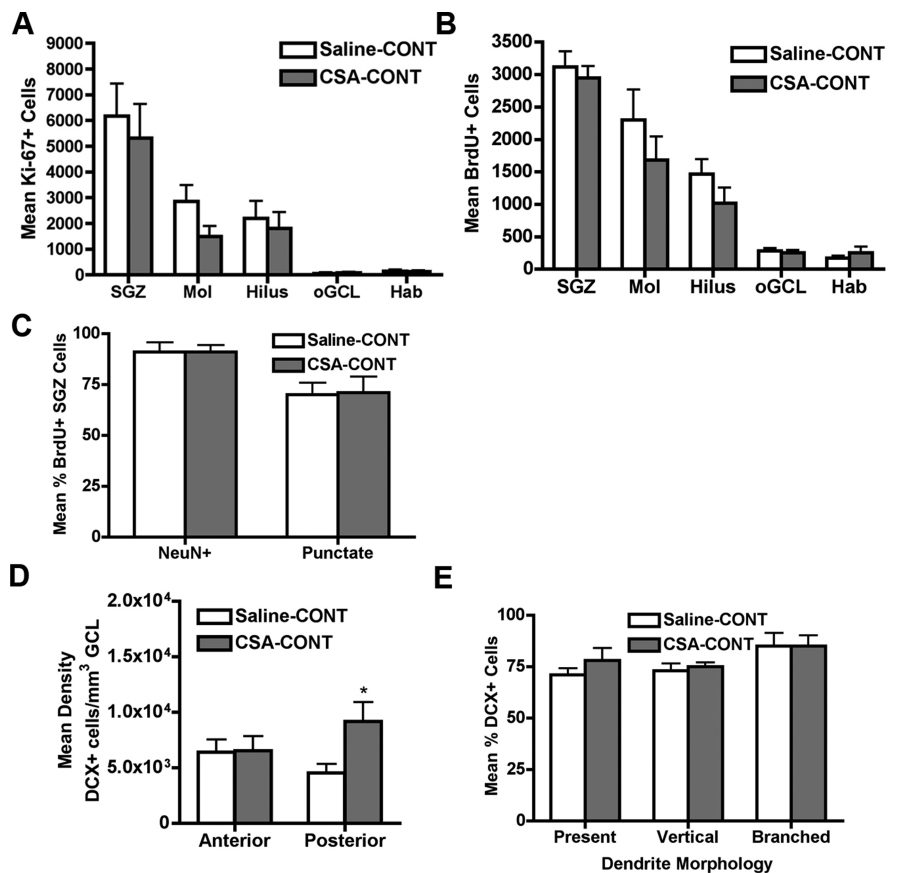 A
Mean Ki-67+ Cells
9000
8000
7000
6000
5000
4000
3000
2000
1000
0
Saline-CONT
CSA-CONT
SGZ Mol Hilus oGCL Hab
B
Mean BrdU+ Cells
3500
3000
2500
2000
1500
1000
500
0
Saline-CONT
CSA-CONT
SGZ Mol Hilus oGCL Hab
C
Mean % BrdU+ SGZ Cells
100
75
50
25
0
Saline-CONT
CSA-CONT
NeuN+ Punctate
D
Mean Density
DCX+ cells/mm³ GCL
2.0x10⁴
1.5x10⁴
1.0x10⁴
5.0x10³
0
Saline-CONT
CSA-CONT
*
Anterior Posterior
E
Mean % DCX+ Cells
100
75
50
25
0
Saline-CONT
CSA-CONT
Present Vertical Branched
Dendrite Morphology